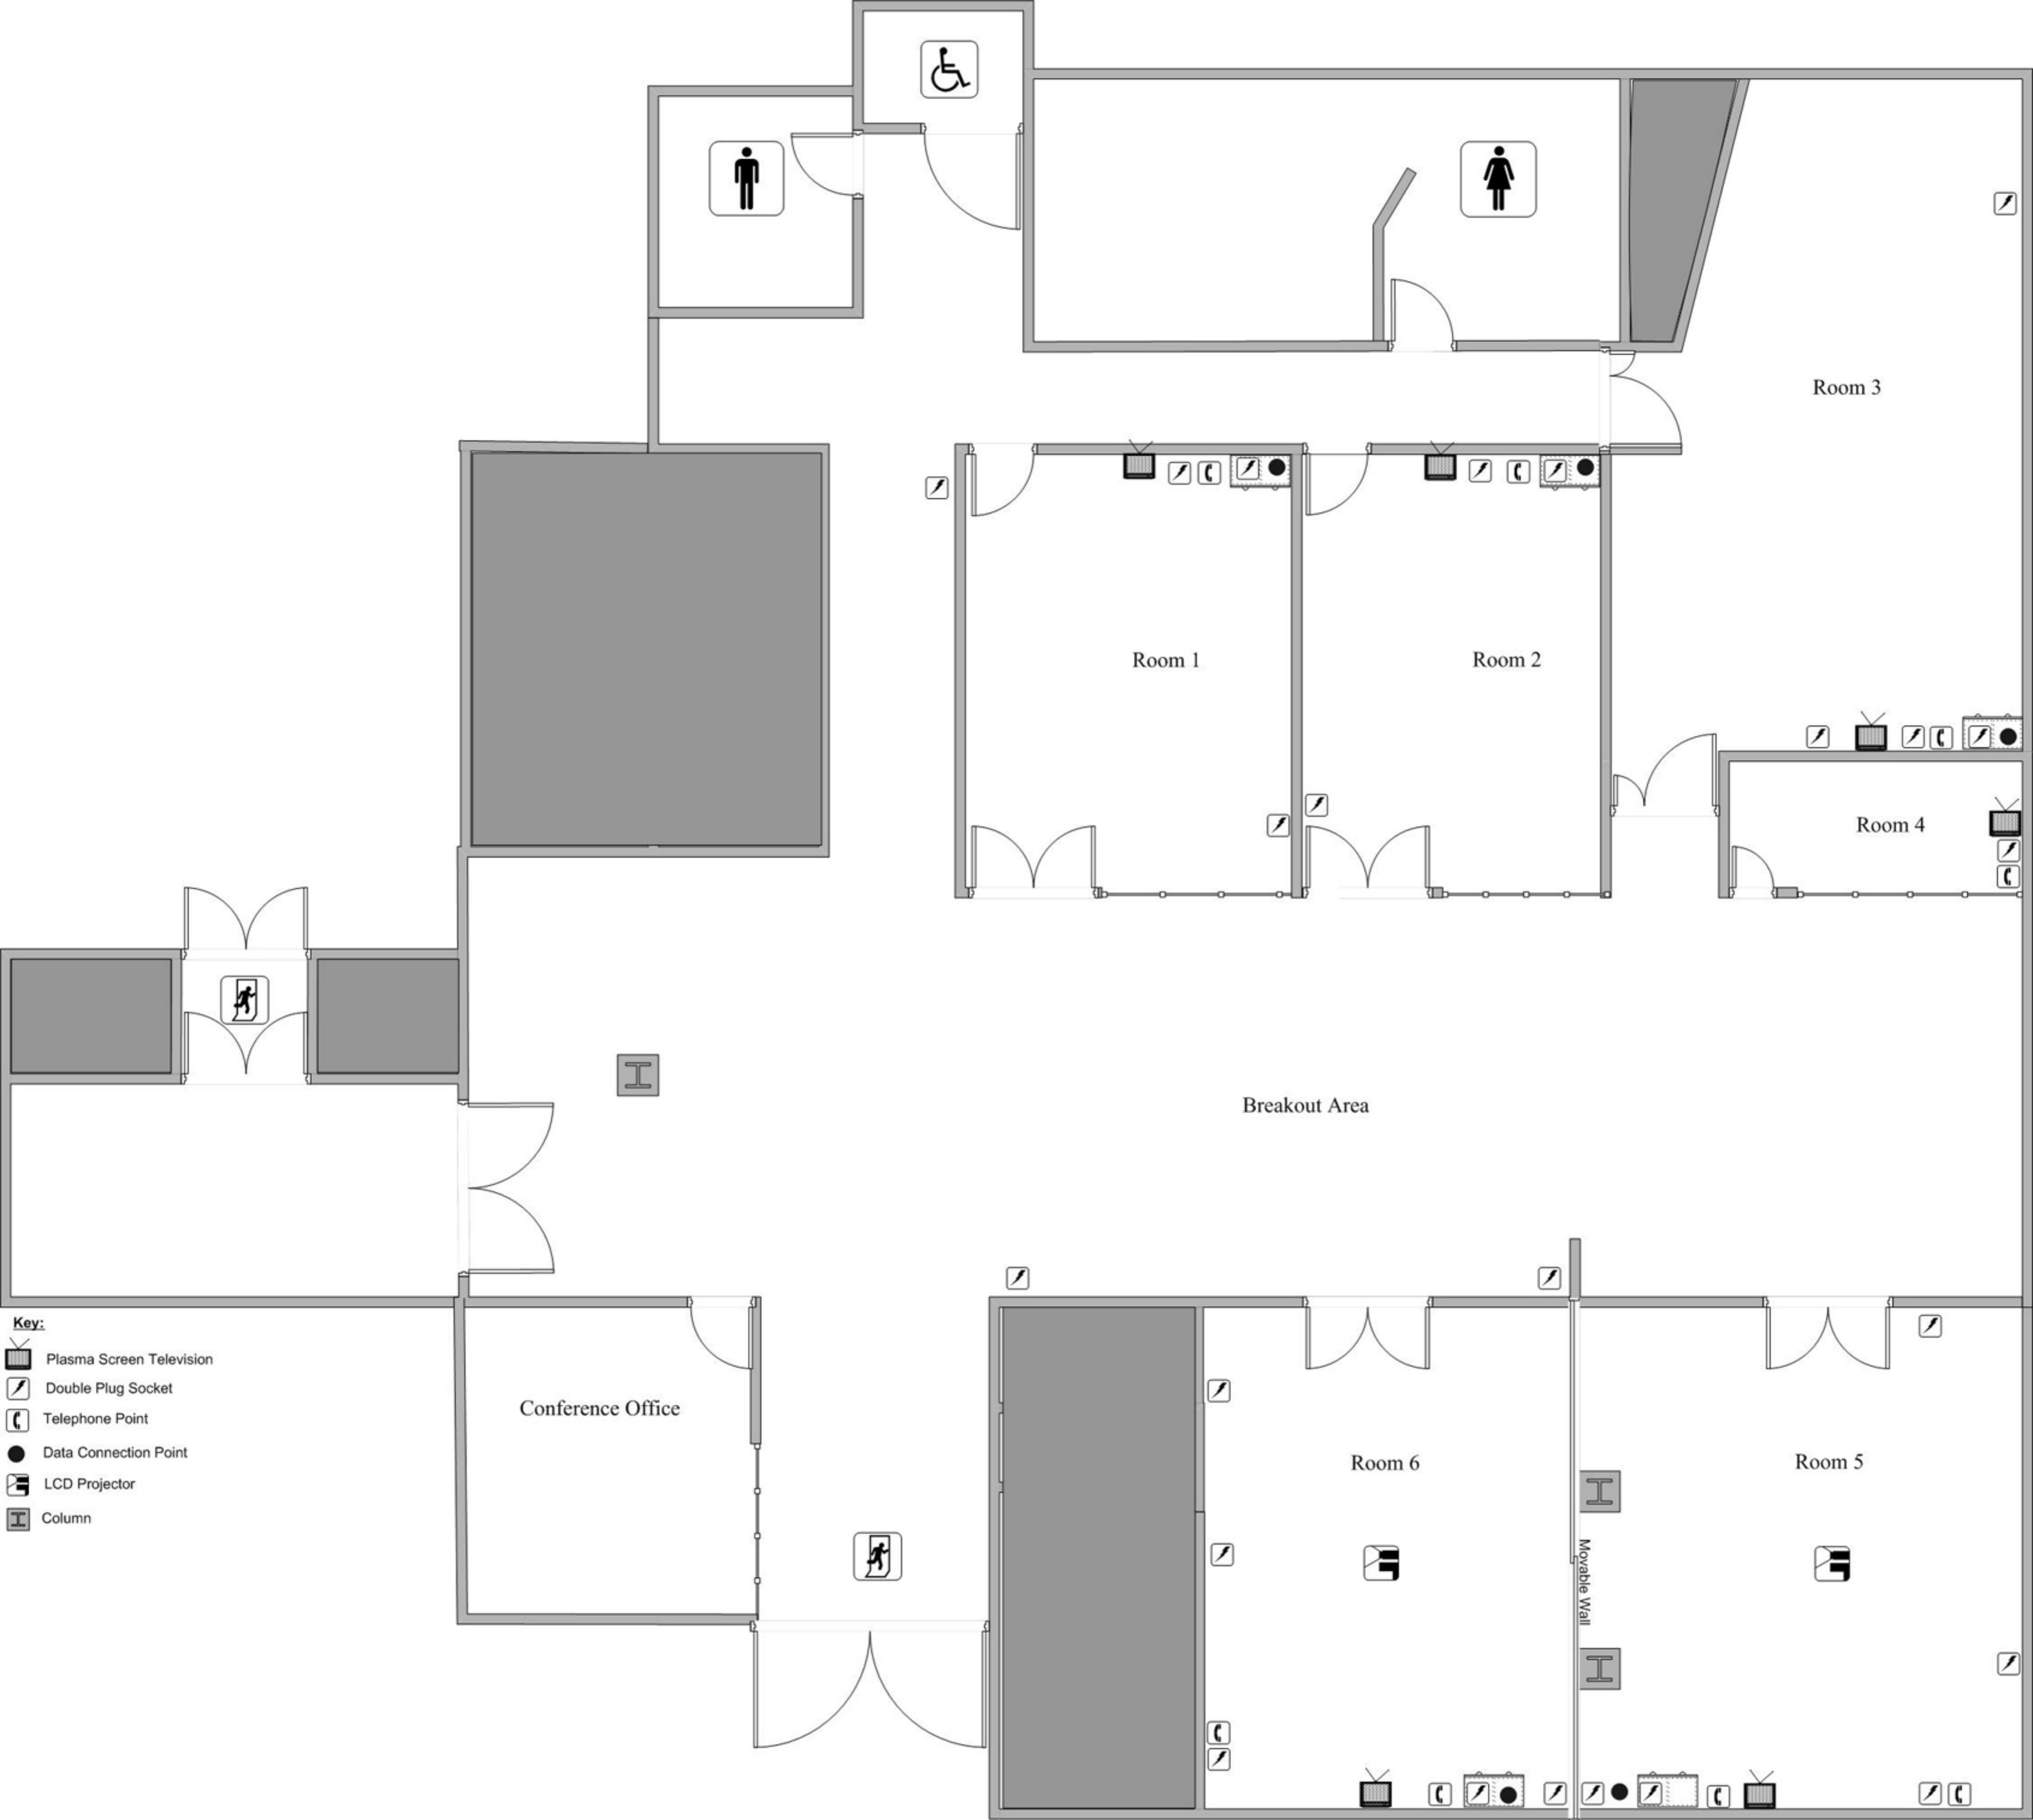 Room 3
Room 1
Room 2
Room 4
Breakout Area
Key:
Plasma Screen Television
Double Plug Socket
Telephone Point
Data Connection Point
LCD Projector
Column
Conference Office
Room 6
Room 5
Movable Wall